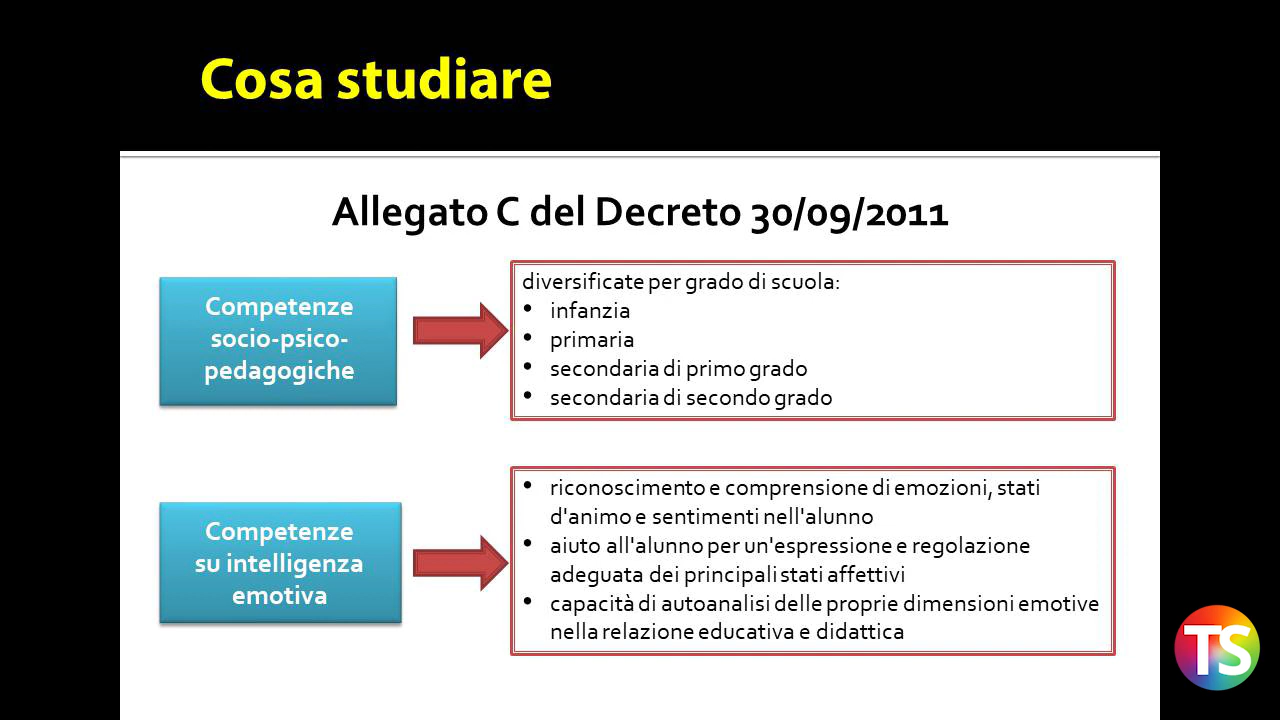 Cosa studiare
Allegato C del Decreto 30/09/2011
Competenze
socio-psico-
pedagogiche
diversificate per grado di scuola:
• infanzia
• primaria
• secondaria di primo grado
• secondaria di secondo grado
Competenze
su intelligenza
emotiva
• riconoscimento e comprensione di emozioni, stati
d'animo e sentimenti nell'alunno
• aiuto all'alunno per un'espressione e regolazione
adeguata dei principali stati affettivi
• capacità di autoanalisi delle proprie dimensioni emotive
nella relazione educativa e didattica
TS